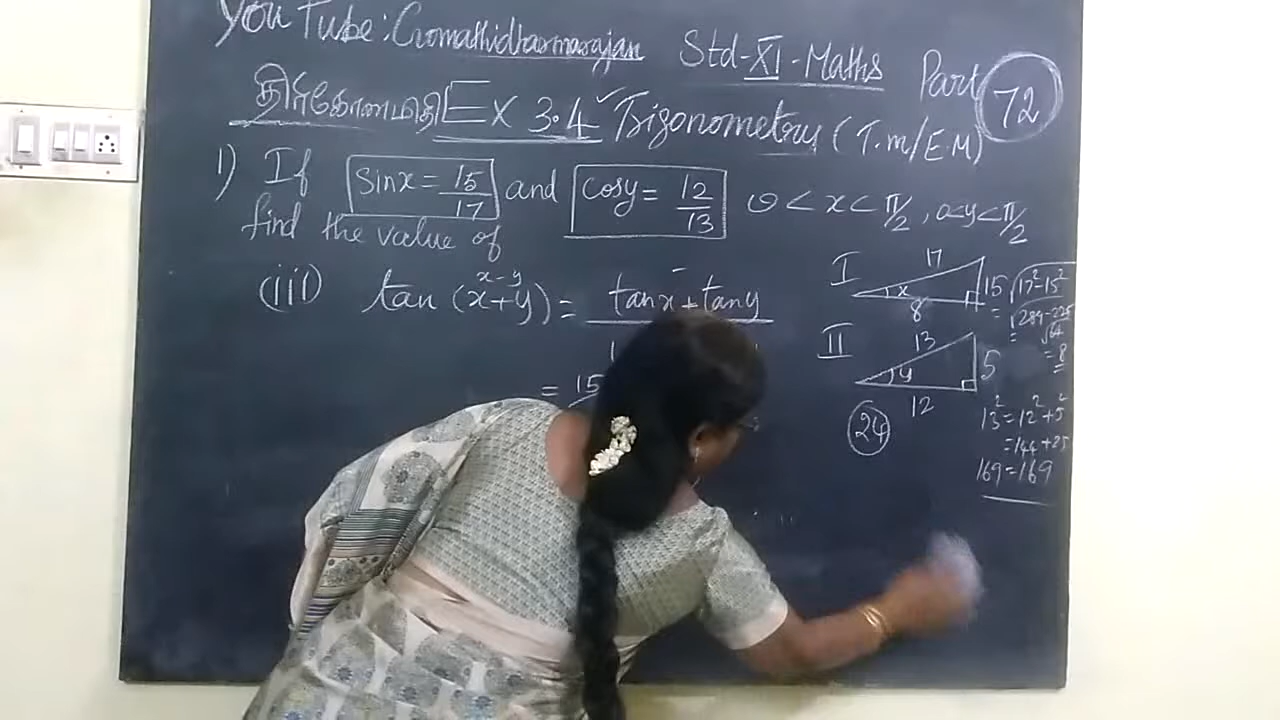 YouTube: Gomathidharmarajan Std-XI-Maths Part 72
திரிகோணமிதி Ex 3.4 ✓ Trigonometry (T.M/E.M)
1) If sinx = 15/17 and cosy = 12/13 0 < x < π/2, 0<y<π/2
find the value of
(iii) tan (x+y) = tanx + tany
x-y -
= 15
I 17 x 8 15
√17²-15²
= √289-225
= √64
= 8
II 13 y 12 5
24
13² = 12² + 5²
= 144 + 25
169 = 169